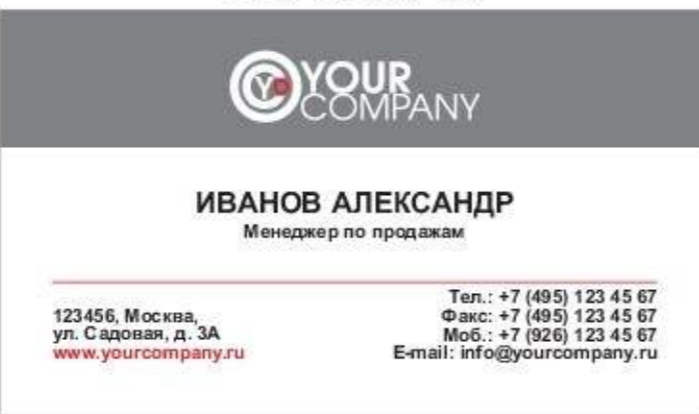 YOUR
COMPANY
ИВАНОВ АЛЕКСАНДР
Менеджер по продажам
123456, Москва,
ул. Садовая, д. 3А
www.yourcompany.ru
Тел.: +7 (495) 123 45 67
Факс: +7 (495) 123 45 67
Моб.: +7 (926) 123 45 67
E-mail: info@yourcompany.ru